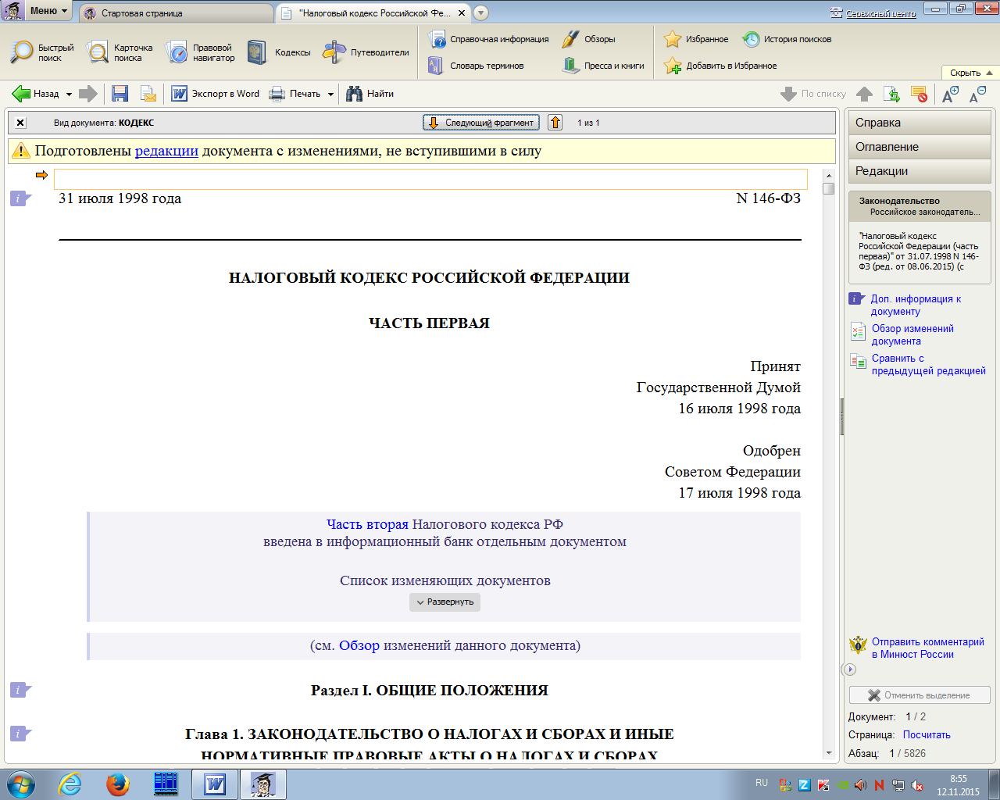 Меню
Стартовая страница
"Налоговый кодекс Российской Фе...
Сервисный центр
Быстрый поиск
Карточка поиска
Правовой навигатор
Кодексы
Путеводители
Справочная информация
Словарь терминов
Обзоры
Пресса и книги
Избранное
Добавить в Избранное
История поисков
Скрыть
Назад
Экспорт в Word
Печать
Найти
По списку
Вид документа: КОДЕКС
Следующий фрагмент
1 из 1
Подготовлены редакции документа с изменениями, не вступившими в силу
31 июля 1998 года
N 146-ФЗ
НАЛОГОВЫЙ КОДЕКС РОССИЙСКОЙ ФЕДЕРАЦИИ
ЧАСТЬ ПЕРВАЯ
Принят
Государственной Думой
16 июля 1998 года
Одобрен
Советом Федерации
17 июля 1998 года
Часть вторая Налогового кодекса РФ
введена в информационный банк отдельным документом
Список изменяющих документов
Развернуть
(см. Обзор изменений данного документа)
Раздел I. ОБЩИЕ ПОЛОЖЕНИЯ
Глава 1. ЗАКОНОДАТЕЛЬСТВО О НАЛОГАХ И СБОРАХ И ИНЫЕ
НОРМАТИВНЫЕ ПРАВОВЫЕ АКТЫ О НАЛОГАХ И СБОРАХ
Справка
Оглавление
Редакции
Законодательство
Российское законодатель...
"Налоговый кодекс
Российской Федерации (часть
первая)" от 31.07.1998 N 146-
ФЗ (ред. от 08.06.2015) (с
Доп. информация к
документу
Обзор изменений
документа
Сравнить с
предыдущей редакцией
Отправить комментарий
в Минюст России
Отменить выделение
Документ: 1 / 2
Страница: Посчитать
Абзац: 1 / 5826
RU
8:55
12.11.2015